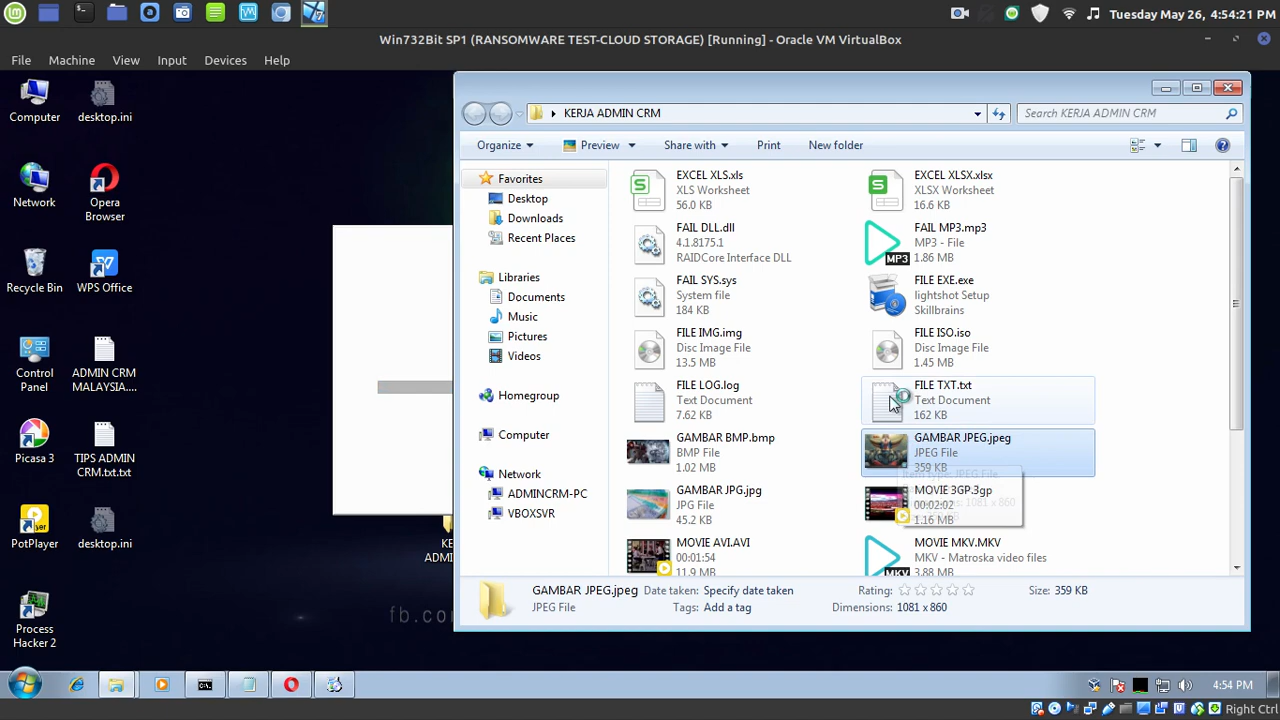 Tuesday May 26, 4:54:21 PM
Win732Bit SP1 (RANSOMWARE TEST-CLOUD STORAGE) [Running] - Oracle VM VirtualBox
File Machine View Input Devices Help
Computer
desktop.ini
Network
Opera
Browser
Recycle Bin
WPS Office
Control
Panel
ADMIN CRM
MALAYSIA....
Picasa 3
TIPS ADMIN
CRM.txt.txt
PotPlayer
desktop.ini
Process
Hacker 2
KERJA ADMIN CRM
Search KERJA ADMIN CRM
Organize Preview Share with Print New folder
Favorites
Desktop
Downloads
Recent Places
Libraries
Documents
Music
Pictures
Videos
Homegroup
Computer
Network
ADMINCRM-PC
VBOXSVR
EXCEL XLS.xls
XLS Worksheet
56.0 KB
EXCEL XLSX.xlsx
XLSX Worksheet
16.6 KB
FAIL DLL.dll
4.1.8175.1
RAIDCore Interface DLL
FAIL MP3.mp3
MP3 - File
1.86 MB
MP3
FAIL SYS.sys
System file
184 KB
FILE EXE.exe
lightshot Setup
Skillbrains
FILE IMG.img
Disc Image File
13.5 MB
FILE ISO.iso
Disc Image File
1.45 MB
FILE LOG.log
Text Document
7.62 KB
FILE TXT.txt
Text Document
162 KB
GAMBAR BMP.bmp
BMP File
1.02 MB
GAMBAR JPEG.jpeg
JPEG File
359 KB
Item type: JPEG File
GAMBAR JPG.jpg
JPG File
45.2 KB
MOVIE 3GP.3gp
00:02:02
1.16 MB
1081 x 860
MOVIE AVI.AVI
00:01:54
11.9 MB
MOVIE MKV.MKV
MKV - Matroska video files
3.88 MB
MKV
GAMBAR JPEG.jpeg Date taken: Specify date taken Rating: Size: 359 KB
JPEG File Tags: Add a tag Dimensions: 1081 x 860
KE
ADM
fb.co
4:54 PM
Right Ctrl